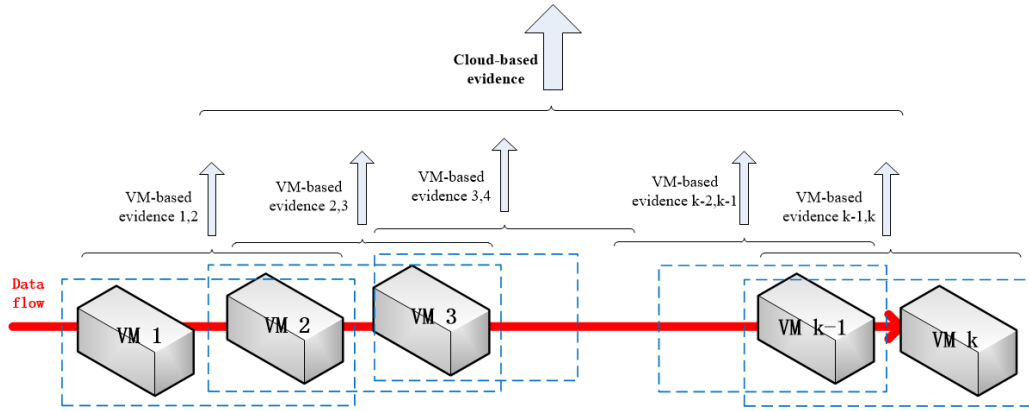 Cloud-based
evidence
VM-based
evidence 1,2
VM-based
evidence 2,3
VM-based
evidence 3,4
VM-based
evidence k-2,k-1
VM-based
evidence k-1,k
Data
flow
VM 1
VM 2
VM 3
VM k-1
VM k